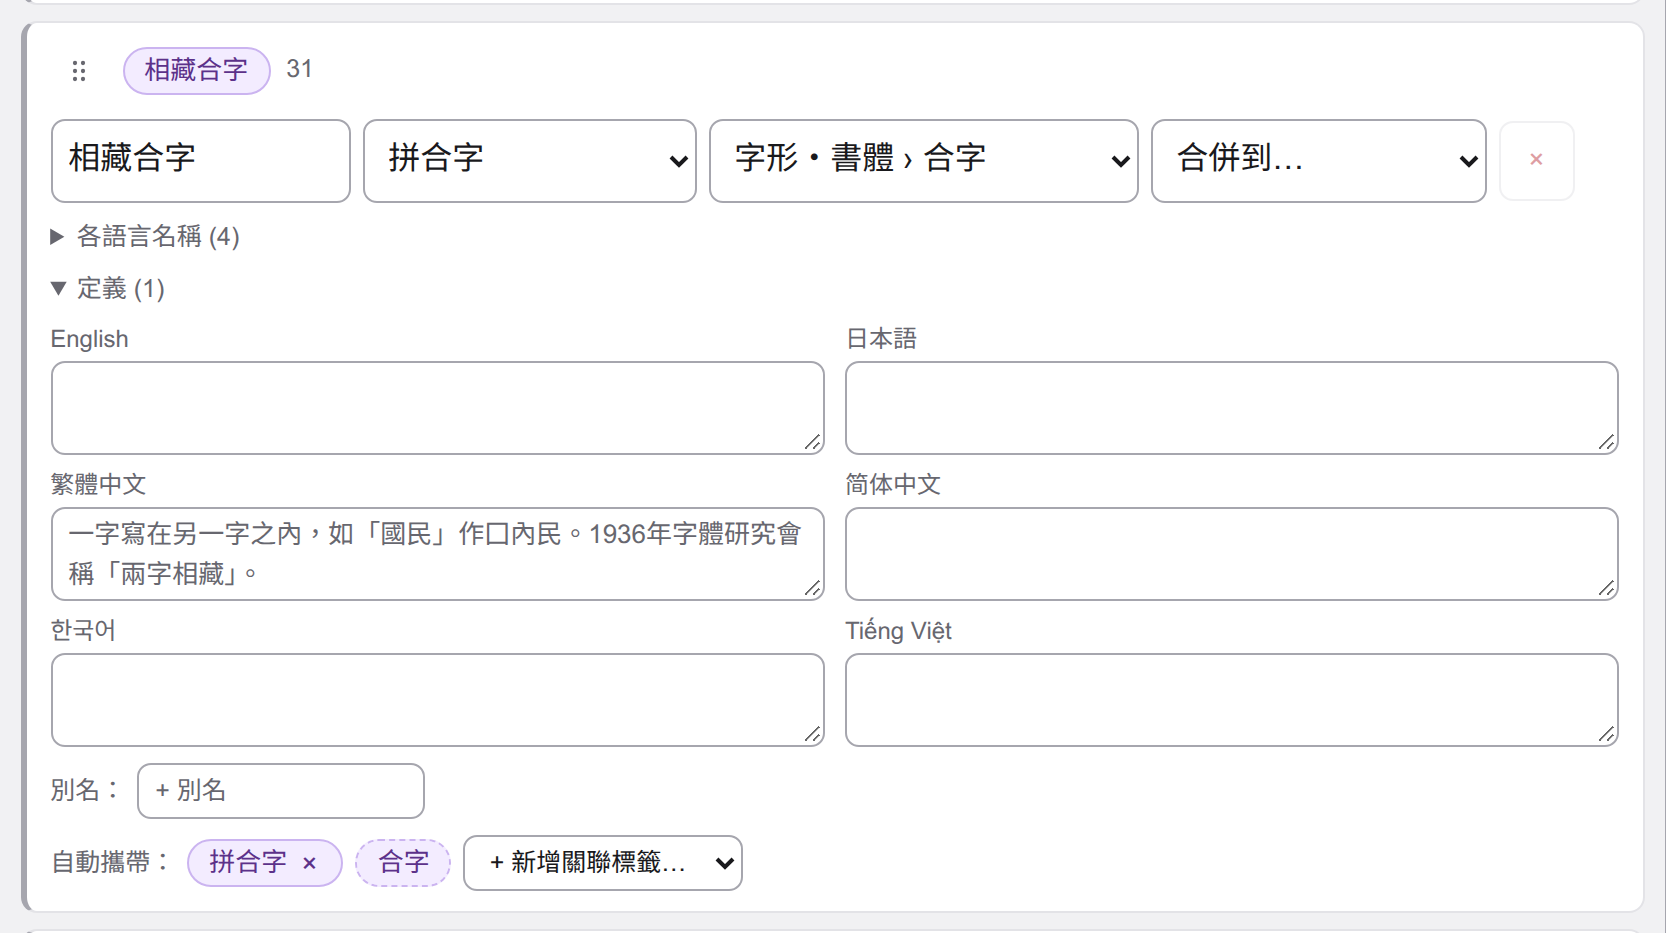 相藏合字 31
相藏合字 拼合字 字形・書體 › 合字 合併到… ×
▶ 各語言名稱 (4)
▼ 定義 (1)
English 日本語
繁體中文 简体中文
一字寫在另一字之內，如「國民」作囗內民。1936年字體研究會
稱「兩字相藏」。
한국어 Tiếng Việt
別名： + 別名
自動攜帶： 拼合字 × 合字 + 新增關聯標籤…